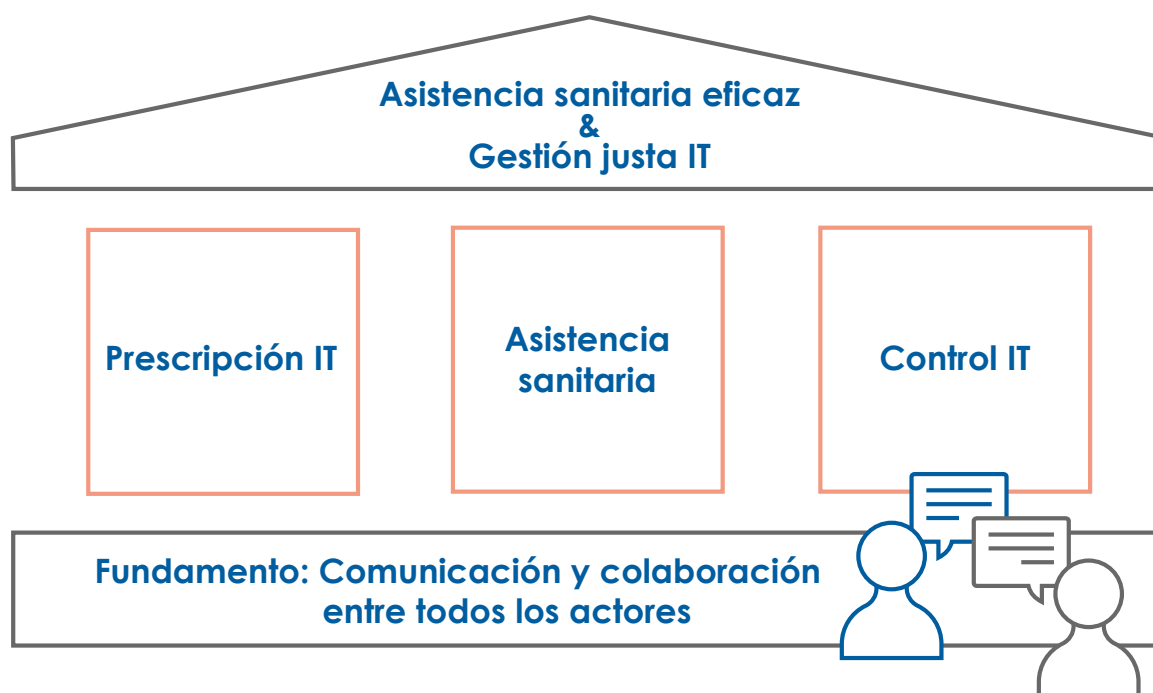 Asistencia sanitaria eficaz
&
Gestión justa IT
Prescripción IT
Asistencia
sanitaria
Control IT
Fundamento: Comunicación y colaboración
entre todos los actores